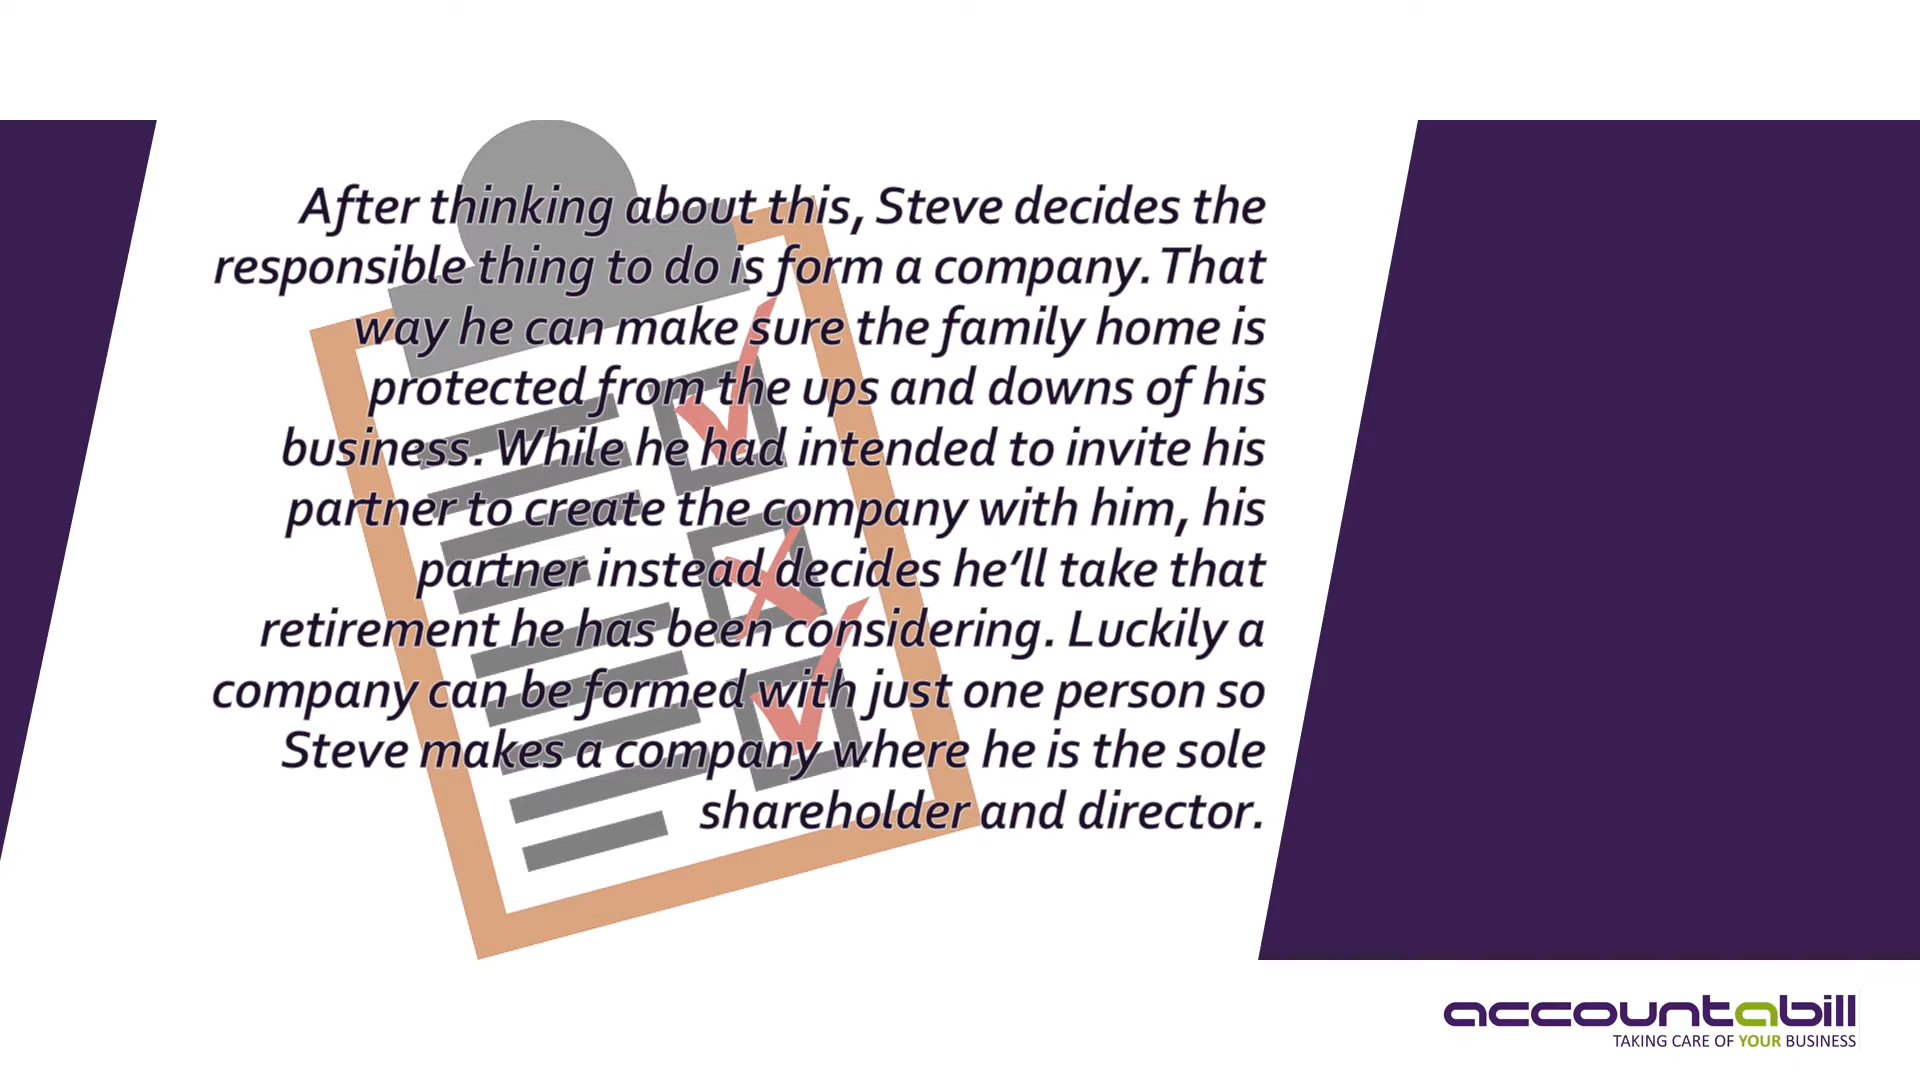 After thinking about this, Steve decides the
responsible thing to do is form a company. That
way he can make sure the family home is
protected from the ups and downs of his
business. While he had intended to invite his
partner to create the company with him, his
partner instead decides he’ll take that
retirement he has been considering. Luckily a
company can be formed with just one person so
Steve makes a company where he is the sole
shareholder and director.
accountabill
TAKING CARE OF YOUR BUSINESS